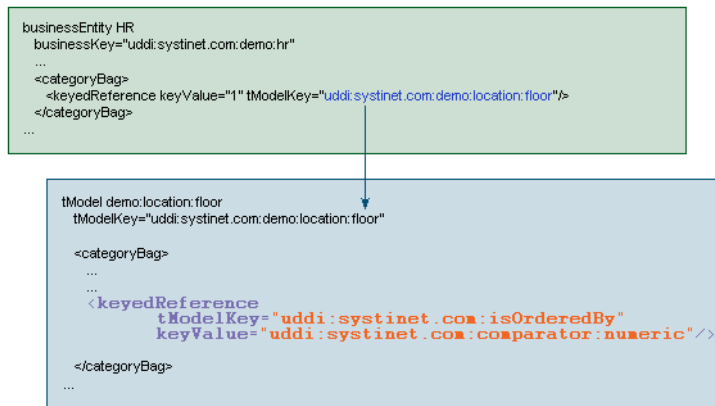 businessEntity HR
businessKey="uddi:systinet.com:demo:hr"
...
<categoryBag>
<keyedReference keyValue="1" tModelKey="uddi:systinet.com:demo:location:floor"/>
</categoryBag>
...
tModel demo:location:floor
tModelKey="uddi:systinet.com:demo:location:floor"
<categoryBag>
...
...
<keyedReference
tModelKey="uddi:systinet.com:isOrderedBy"
keyValue="uddi:systinet.com:comparator:numeric"/>
</categoryBag>
...